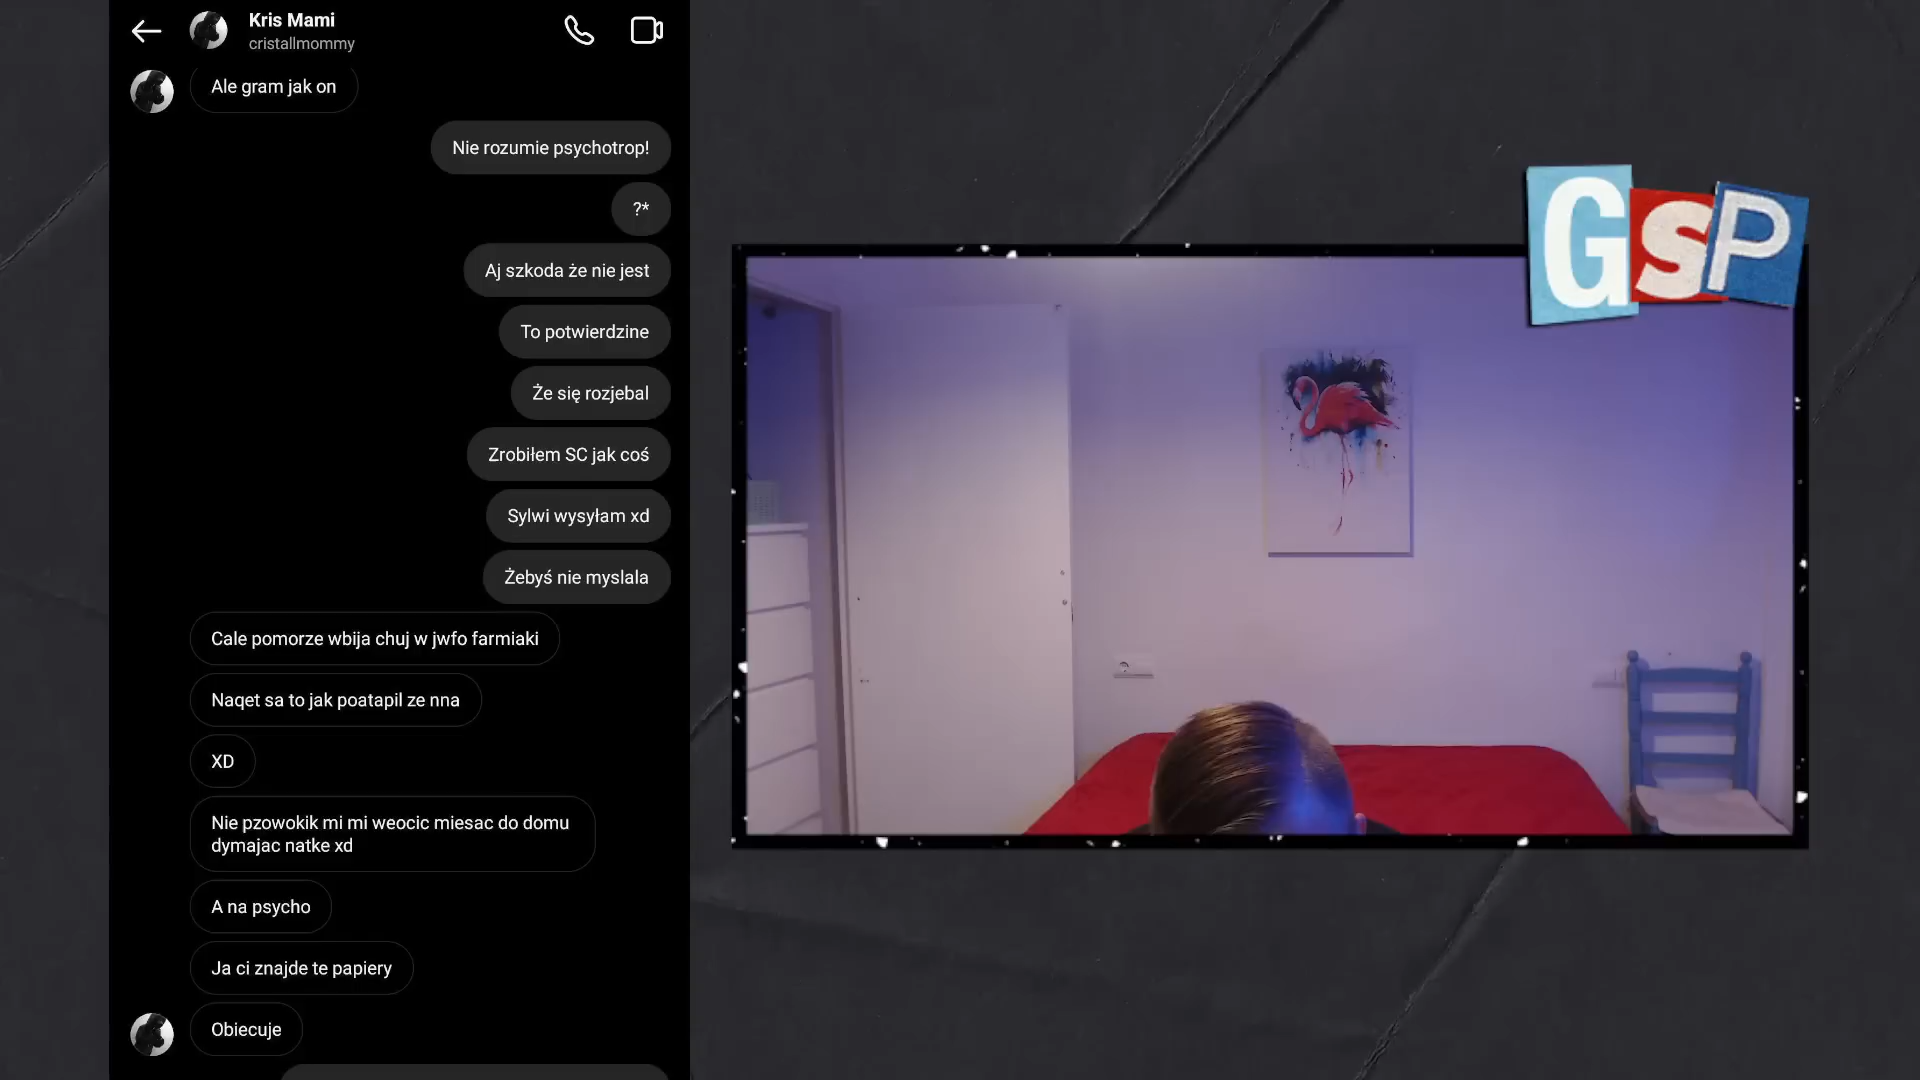 Kris Mami
cristallmommy
Ale gram jak on
Nie rozumie psychotrop!
?*
Aj szkoda że nie jest
To potwierdzine
Że się rozjebal
Zrobiłem SC jak coś
Sylwi wysyłam xd
Żebyś nie myslala
Cale pomorze wbija chuj w jwfo farmiaki
Naqet sa to jak poatapil ze nna
XD
Nie pzowokik mi mi weocic miesac do domu
dymajac natke xd
A na psycho
Ja ci znajde te papiery
Obiecuje
GSP